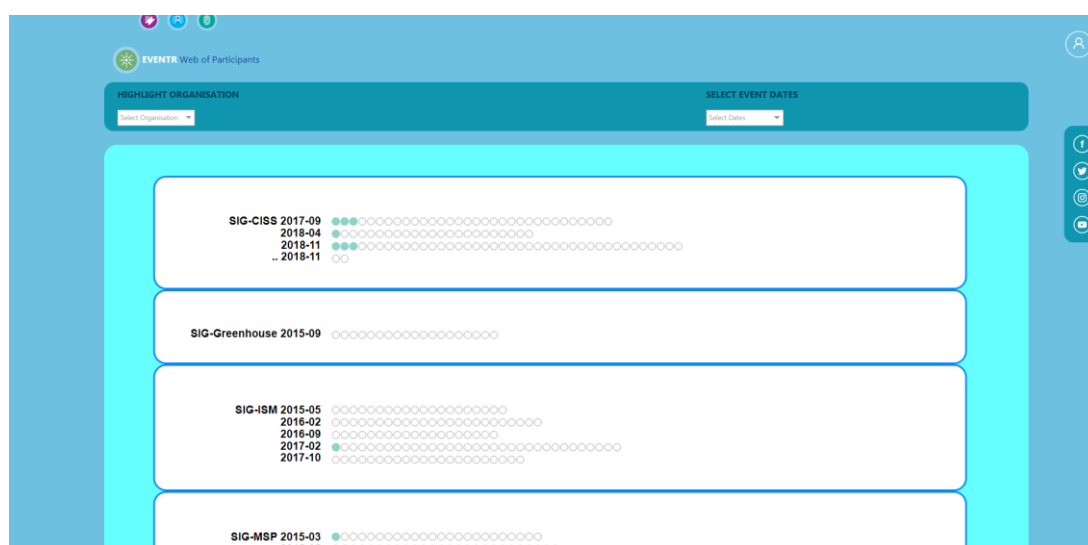 EVENTR Web of Participants
HIGHLIGHT ORGANISATION
SELECT EVENT DATES
Select Organisation
Select Dates
SIG-CISS 2017-09
2018-04
2018-11
.. 2018-11
SIG-Greenhouse 2015-09
SIG-ISM 2015-05
2016-02
2016-09
2017-02
2017-10
SIG-MSP 2015-03